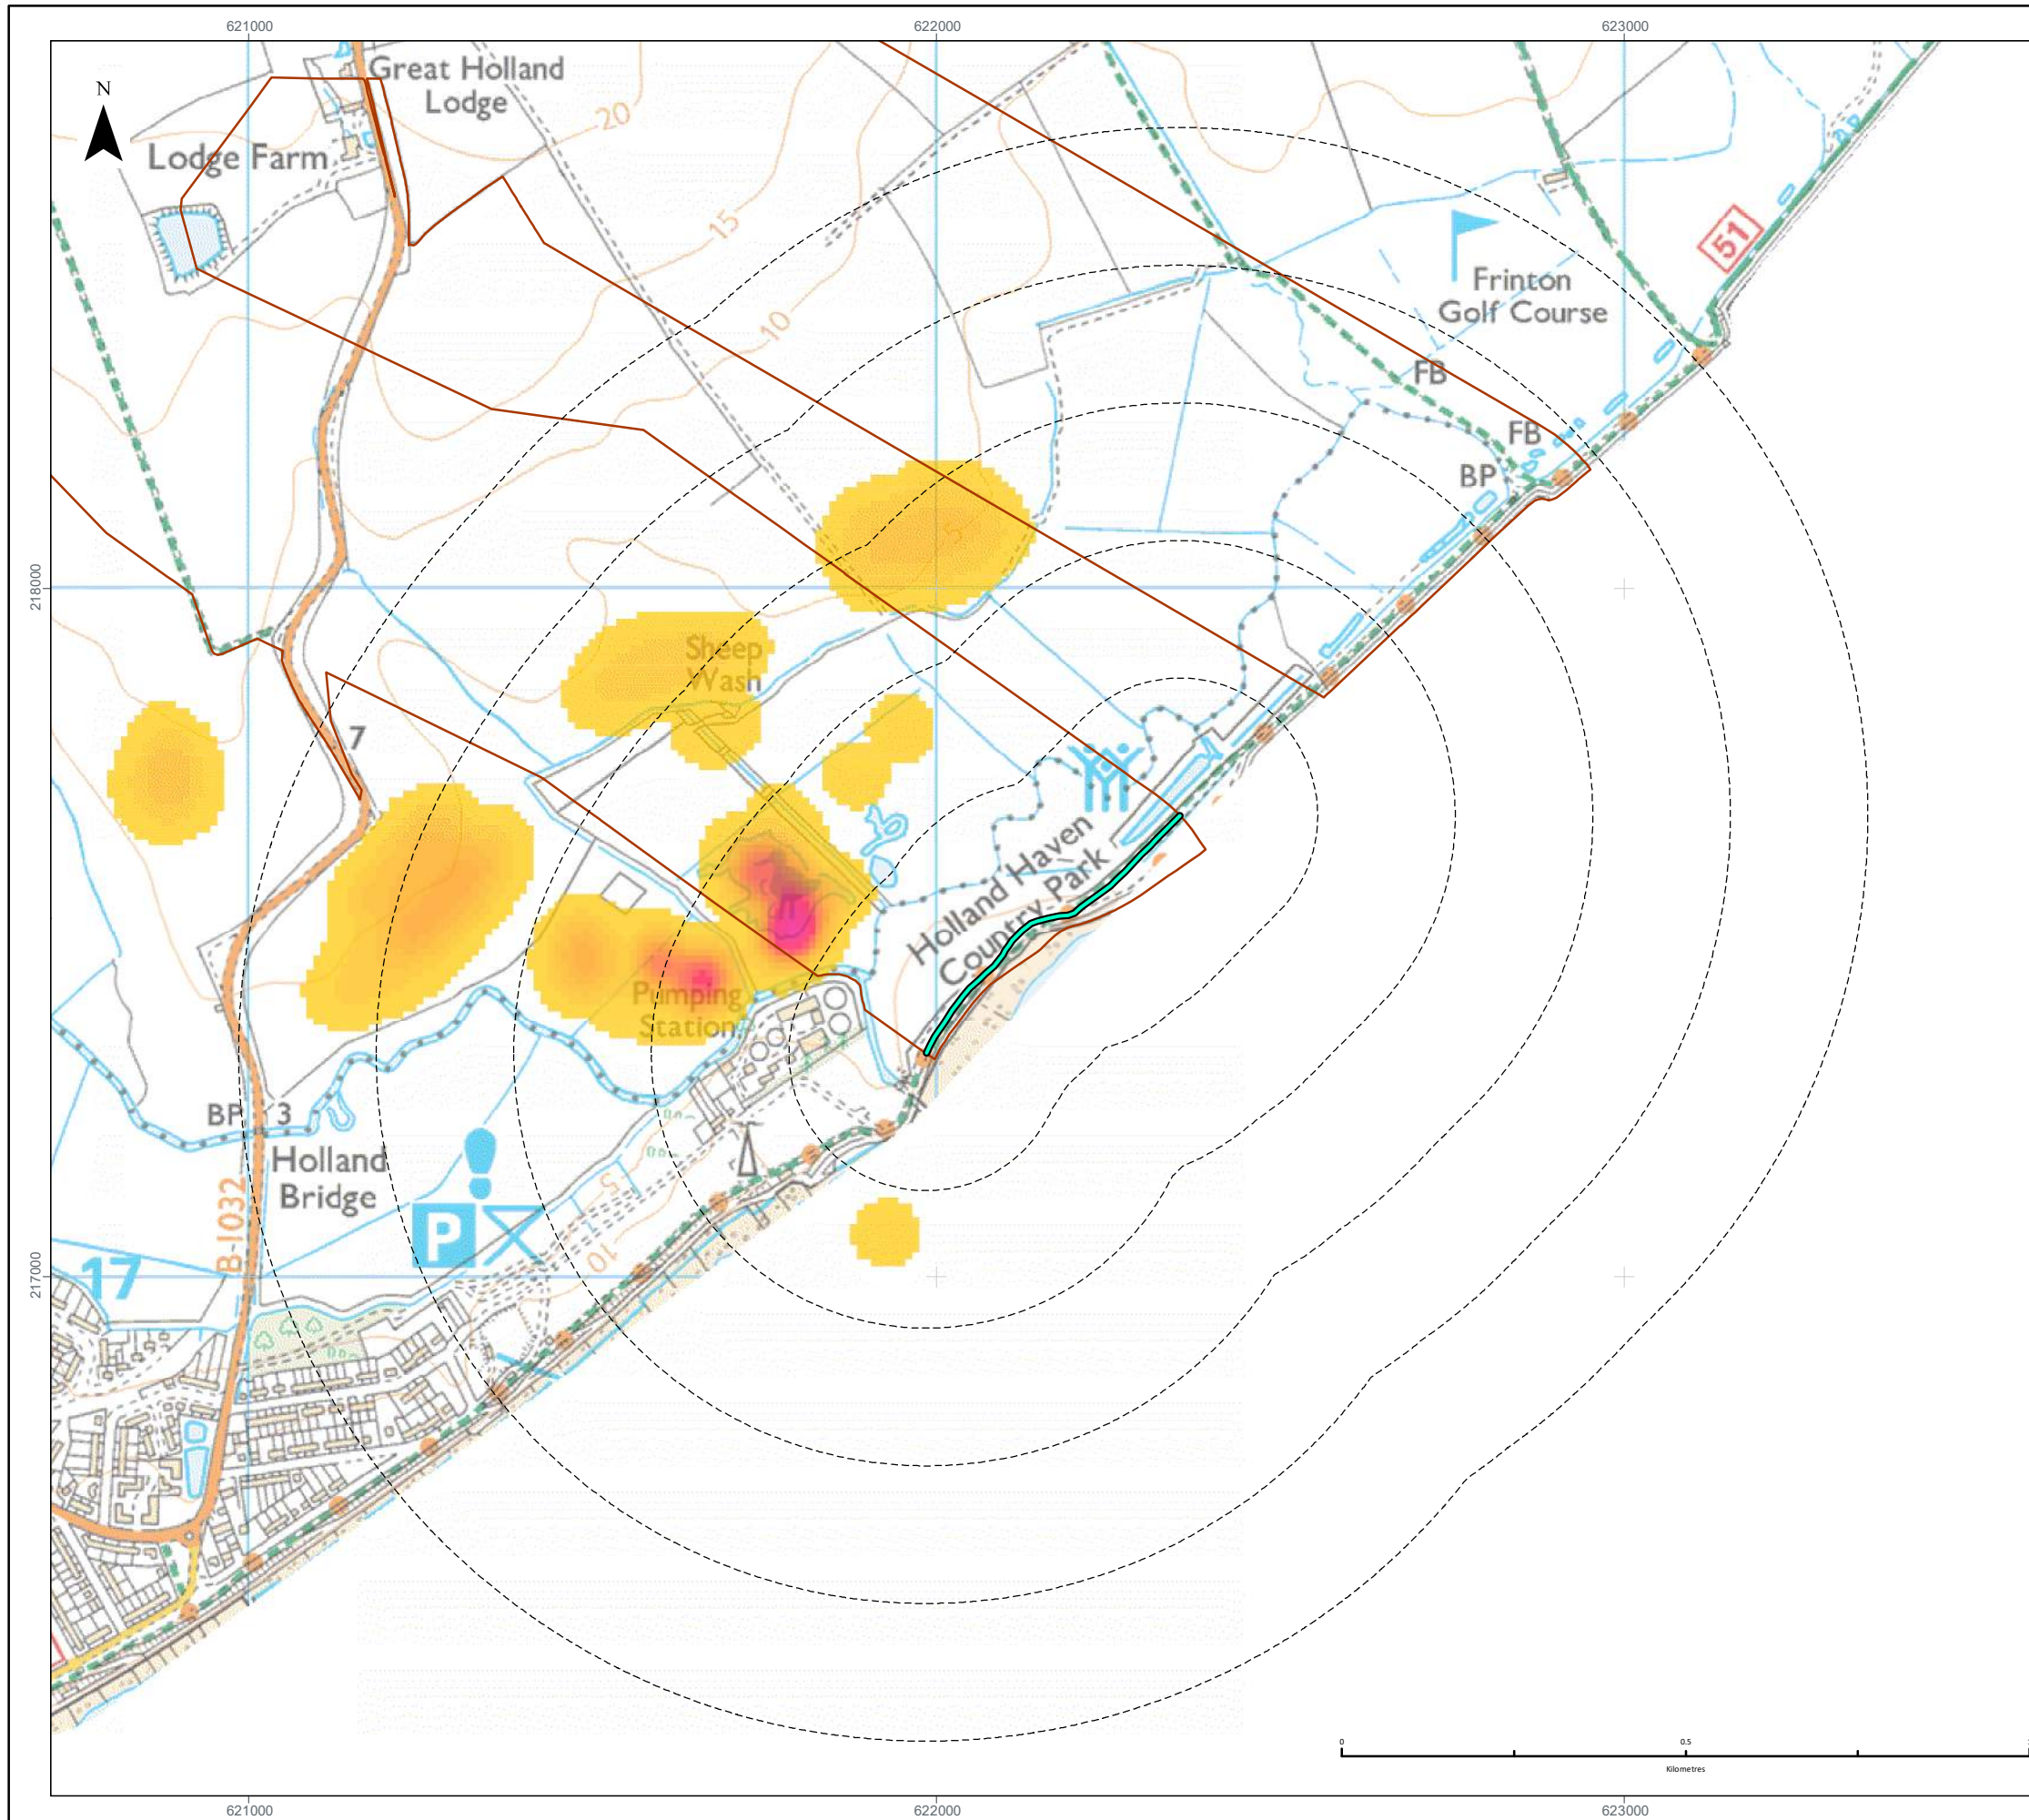 621000
622000
623000
N
Great Holland
Lodge
20
Lodge Farm
15
51
Frinton
Golf Course
10
FB
FB
BP
5
218000
Sheep
Wash
7
Holland Haven
Country Park
Pumping
Station
BP
3
Holland
Bridge
B 1032
5
P
10
17
217000
0
0.5
Kilometres
621000
622000
623000